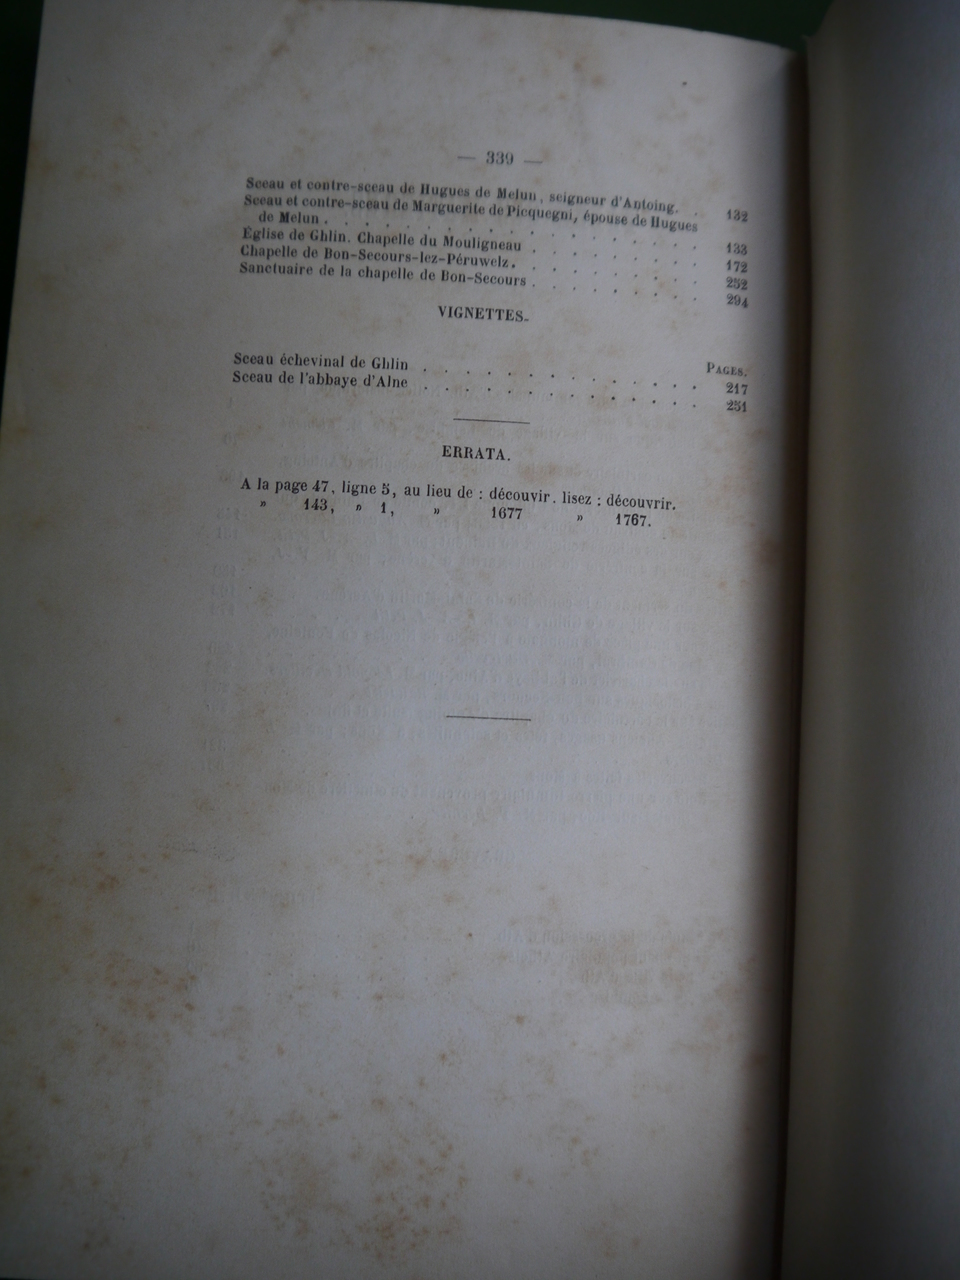 — 339 —
Sceau et contre-sceau de Hugues de Melun, seigneur d'Antoing. . 132
Sceau et contre-sceau de Marguerite de Picquegni, épouse de Hugues
de Melun . . . . . . . . . . . . . 133
Église de Ghlin. Chapelle du Mouligneau . . . . . . . 172
Chapelle de Bon-Secours-lez-Péruwelz. . . . . . . . 252
Sanctuaire de la chapelle de Bon-Secours . . . . . . . 294
VIGNETTES.
PAGES.
Sceau échevinal de Ghlin . . . . . . . . . . . 217
Sceau de l'abbaye d'Alne . . . . . . . . . . . 251
ERRATA.
A la page 47, ligne 5, au lieu de : découvir. lisez : découvrir.
» 143, » 1, » 1677 » 1767.